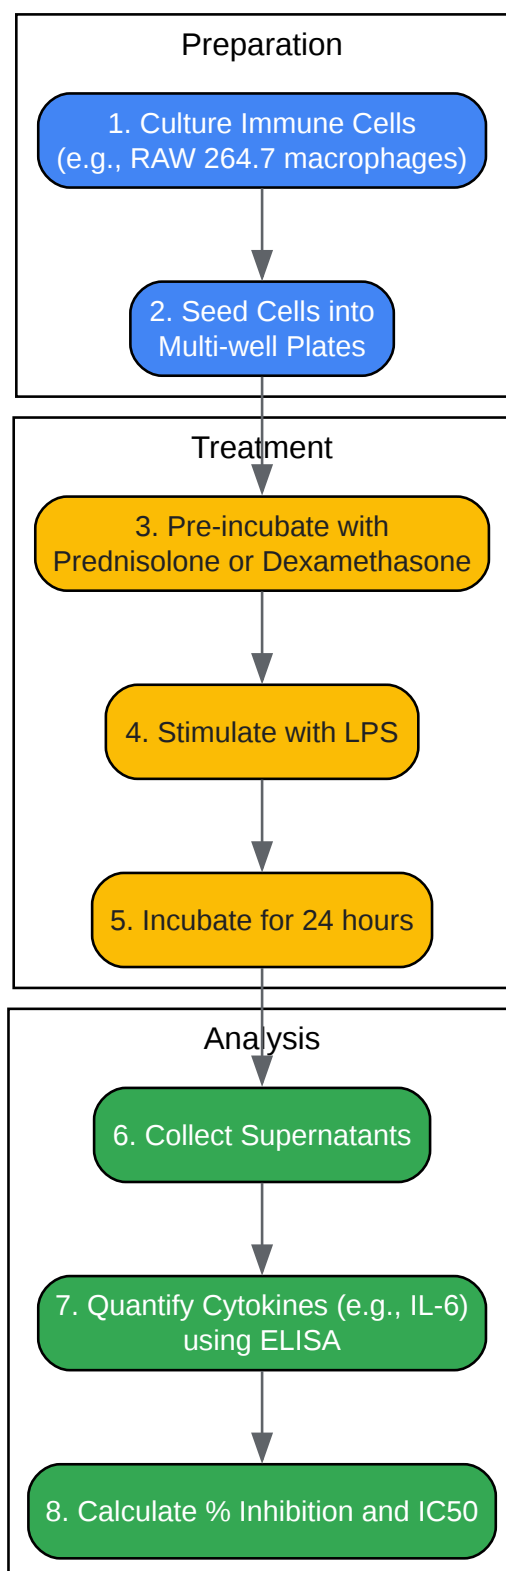 Preparation
1. Culture Immune Cells
(e.g., RAW 264.7 macrophages)
2. Seed Cells into
Multi-well Plates
Treatment
3. Pre-incubate with
Prednisolone or Dexamethasone
4. Stimulate with LPS
5. Incubate for 24 hours
Analysis
6. Collect Supernatants
7. Quantify Cytokines (e.g., IL-6)
using ELISA
8. Calculate % Inhibition and IC50